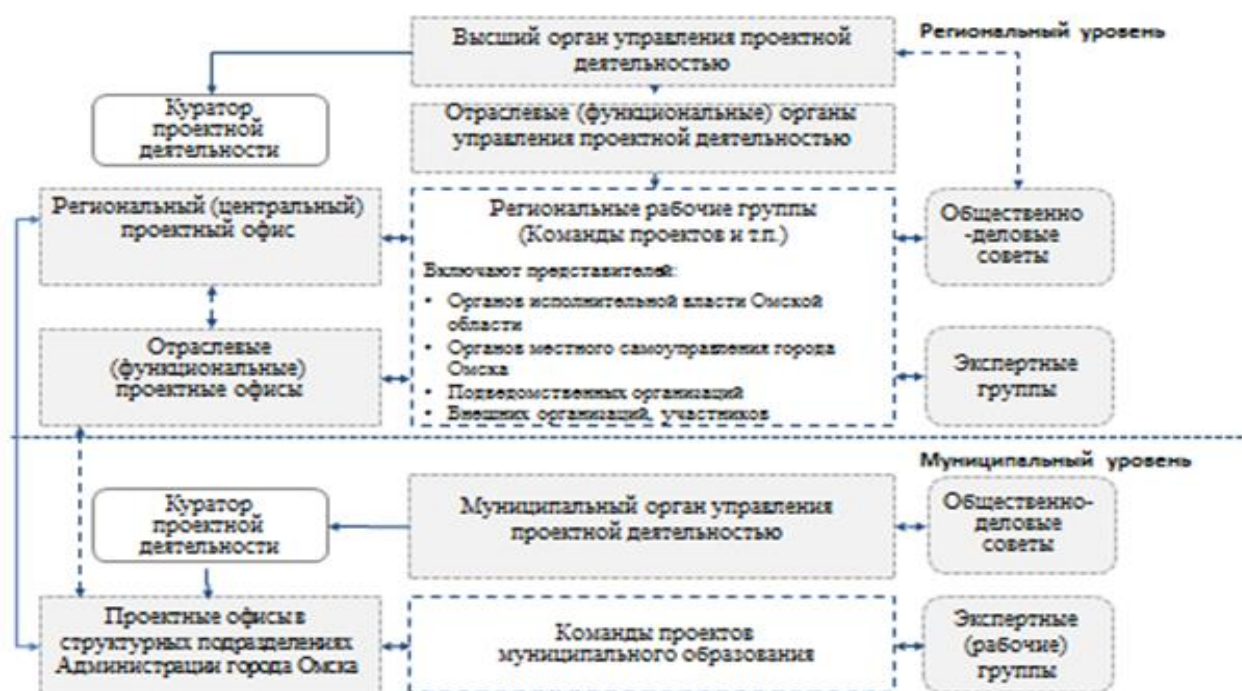 Высший орган управления проектной
деятельностью
Региональный уровень
Куратор
проектной
деятельности
Отраслевые (функциональные) органы
управления проектной деятельностью
Региональный (центральный)
проектный офис
Региональные рабочие группы
(Команды проектов и т.п.)
Включают представителей:
• Органов исполнительной власти Омской
области
• Органов местного самоуправления города
Омска
• Подведомственных организаций
• Внешних организаций, участников
Общественно
-деловые
советы
Отраслевые
(функциональные)
проектные офисы
Экспертные
группы
Муниципальный уровень
Куратор
проектной
деятельности
Муниципальный орган управления
проектной деятельностью
Общественно-
деловые
советы
Проектные офисы в
структурных подразделениях
Администрации города Омска
Команды проектов
муниципального образования
Экспертные
(рабочие)
группы